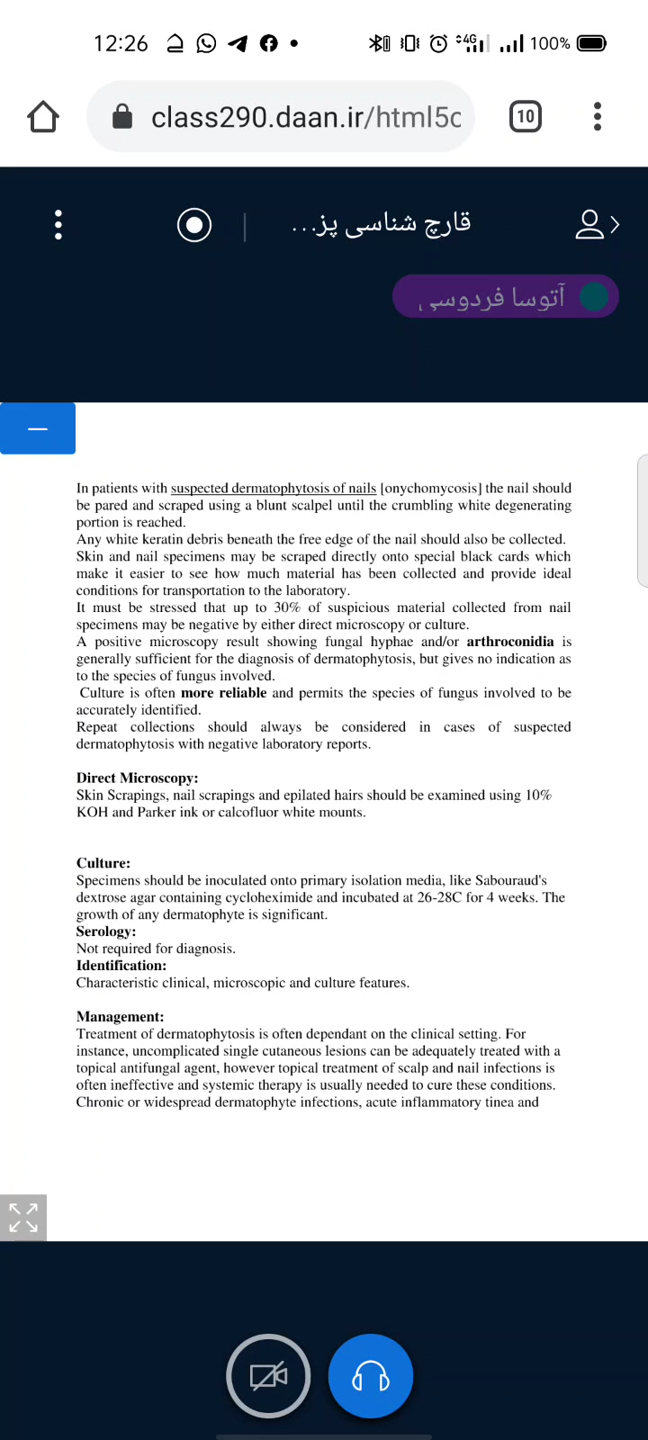 12:26
4G 100%
class290.daan.ir/html5c
10
قارچ شناسی پز...
آتوسا فردوسی
In patients with suspected dermatophytosis of nails [onychomycosis] the nail should
be pared and scraped using a blunt scalpel until the crumbling white degenerating
portion is reached.
Any white keratin debris beneath the free edge of the nail should also be collected.
Skin and nail specimens may be scraped directly onto special black cards which
make it easier to see how much material has been collected and provide ideal
conditions for transportation to the laboratory.
It must be stressed that up to 30% of suspicious material collected from nail
specimens may be negative by either direct microscopy or culture.
A positive microscopy result showing fungal hyphae and/or arthroconidia is
generally sufficient for the diagnosis of dermatophytosis, but gives no indication as
to the species of fungus involved.
Culture is often more reliable and permits the species of fungus involved to be
accurately identified.
Repeat collections should always be considered in cases of suspected
dermatophytosis with negative laboratory reports.
Direct Microscopy:
Skin Scrapings, nail scrapings and epilated hairs should be examined using 10%
KOH and Parker ink or calcofluor white mounts.
Culture:
Specimens should be inoculated onto primary isolation media, like Sabouraud's
dextrose agar containing cycloheximide and incubated at 26-28C for 4 weeks. The
growth of any dermatophyte is significant.
Serology:
Not required for diagnosis.
Identification:
Characteristic clinical, microscopic and culture features.
Management:
Treatment of dermatophytosis is often dependant on the clinical setting. For
instance, uncomplicated single cutaneous lesions can be adequately treated with a
topical antifungal agent, however topical treatment of scalp and nail infections is
often ineffective and systemic therapy is usually needed to cure these conditions.
Chronic or widespread dermatophyte infections, acute inflammatory tinea and